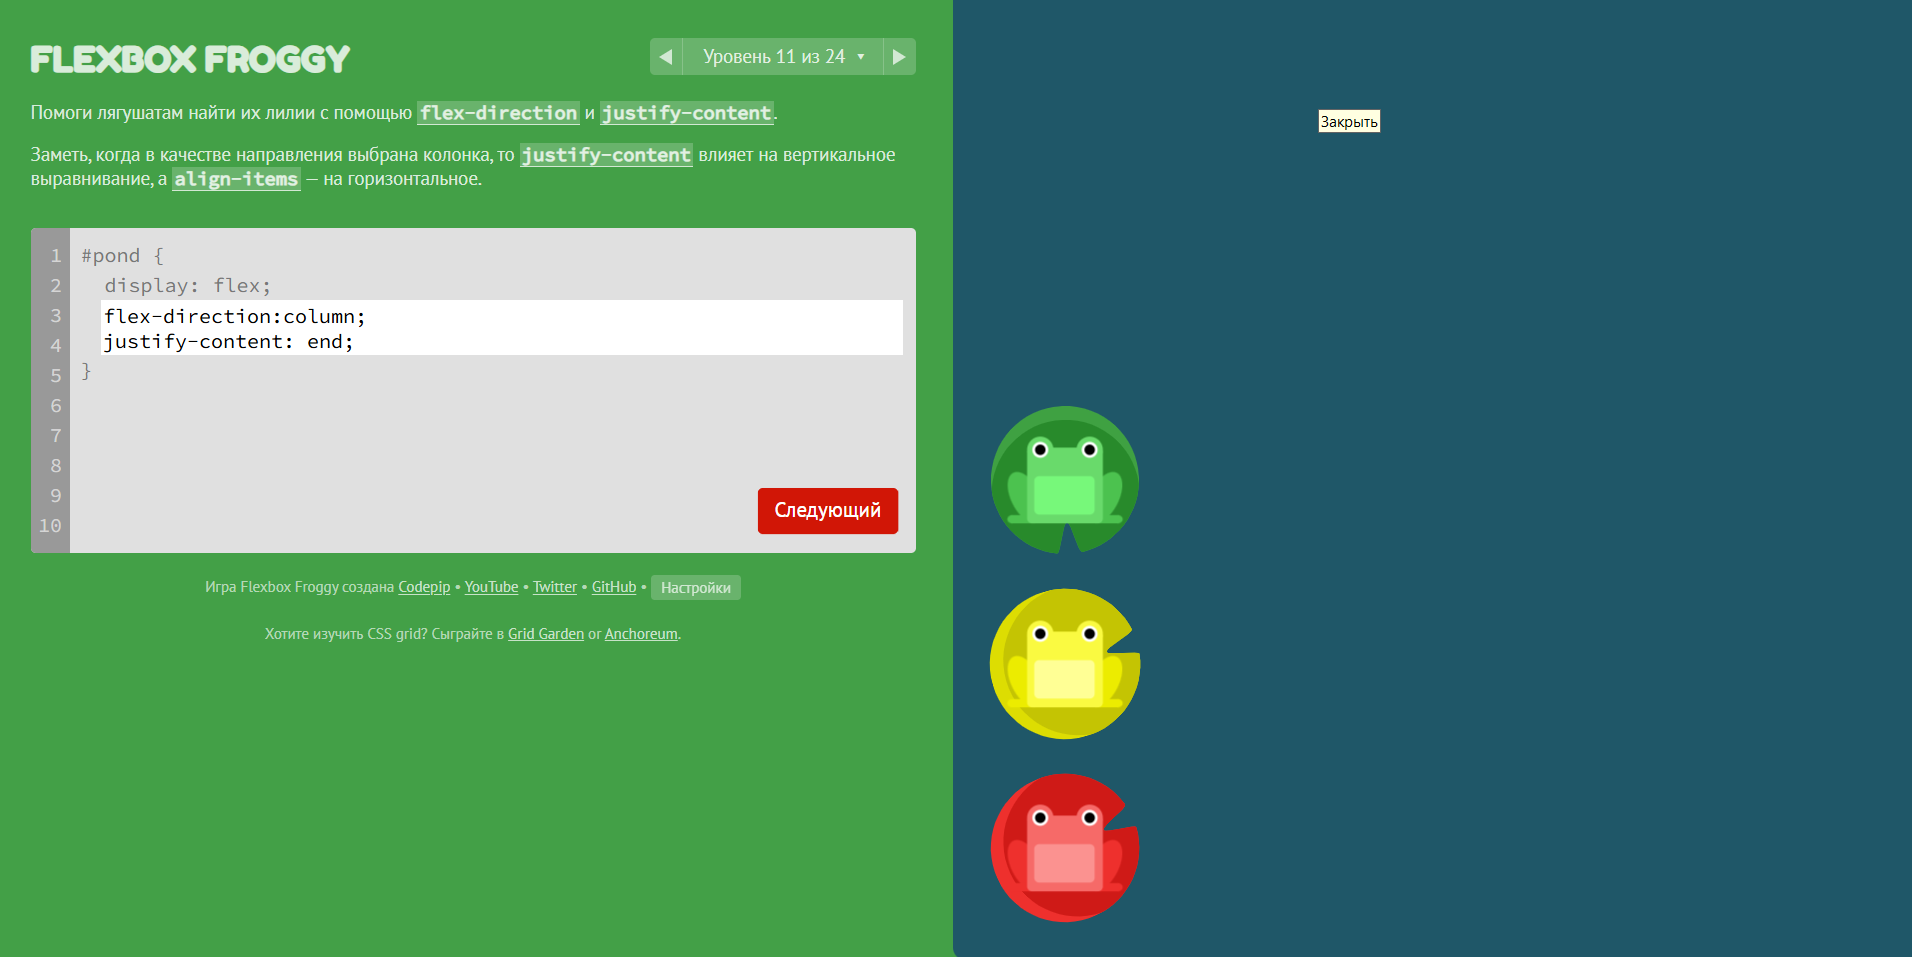 FLEXBOX FROGGY
◀ Уровень 11 из 24 ▼ ▶
Помоги лягушатам найти их лилии с помощью flex-direction и justify-content.
Заметь, когда в качестве направления выбрана колонка, то justify-content влияет на вертикальное
выравнивание, а align-items — на горизонтальное.
1 #pond {
2 display: flex;
3 flex-direction:column;
4 justify-content: end;
5 }
6
7
8
9
10
Следующий
Игра Flexbox Froggy создана Codepip • YouTube • Twitter • GitHub • Настройки
Хотите изучить CSS grid? Сыграйте в Grid Garden or Anchoreum.
Закрыть